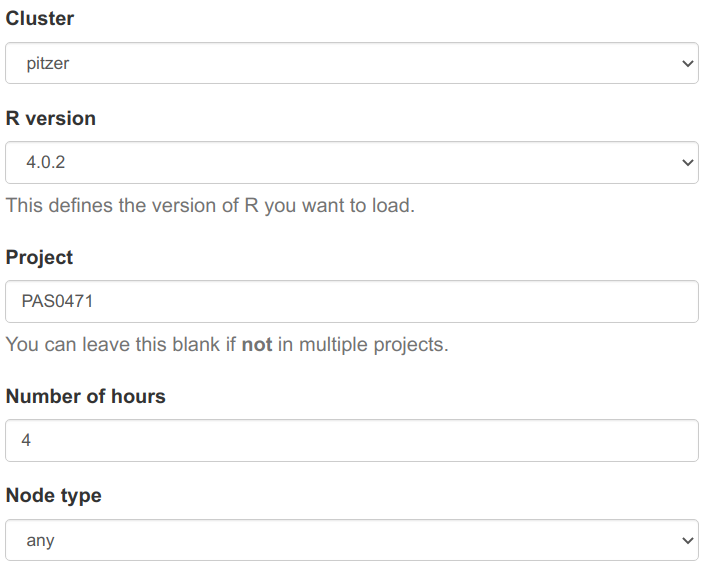 Cluster
pitzer
R version
4.0.2
This defines the version of R you want to load.
Project
PAS0471
You can leave this blank if not in multiple projects.
Number of hours
4
Node type
any